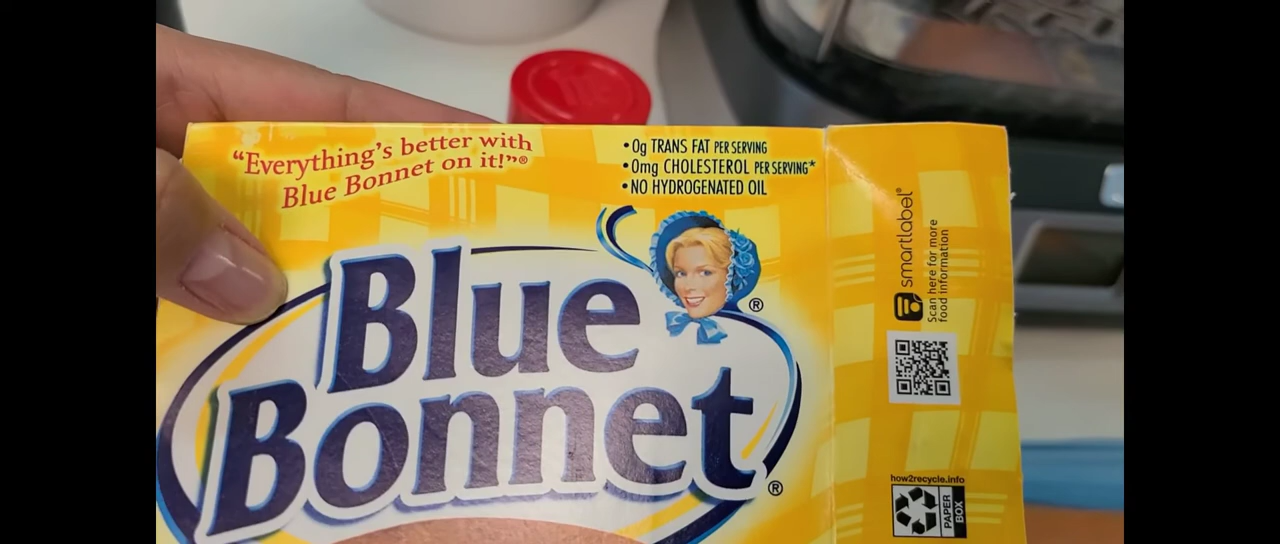 "Everything's better with
Blue Bonnet on it!"®
• 0g TRANS FAT PER SERVING
• 0mg CHOLESTEROL PER SERVING*
• NO HYDROGENATED OIL
Blue
Bonnet®
®
smartlabel®
Scan here for more
food information
how2recycle.info
PAPER
BOX